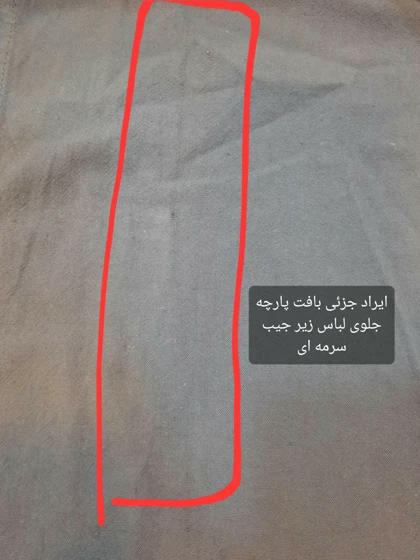 ایراد جزئی بافت پارچه
جلوی لباس زیر جیب
سرمه ای